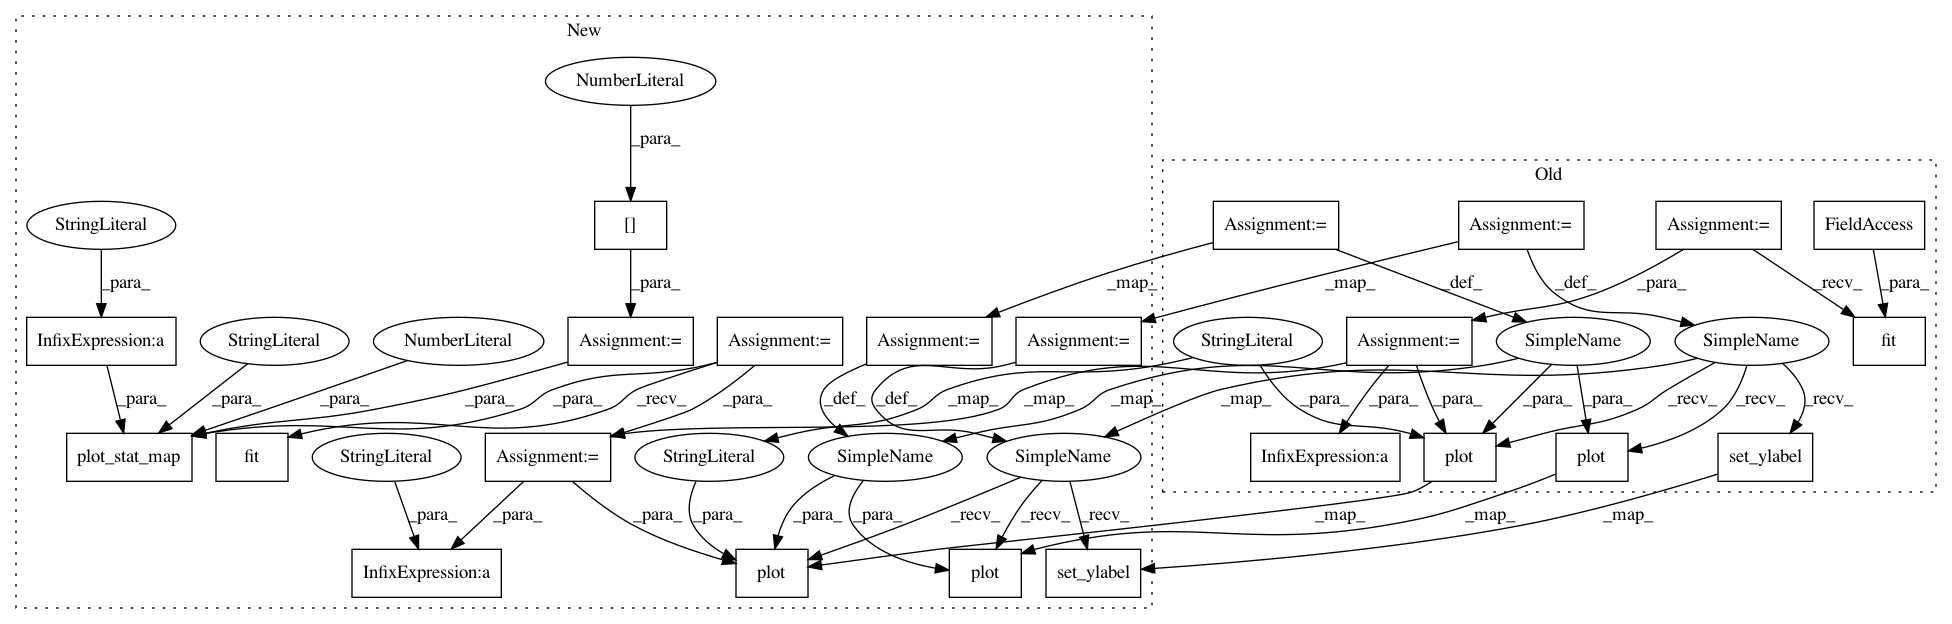 New
NumberLiteral
_para_
Old
StringLiteral
[]
Assignment:=
Assignment:=
Assignment:=
FieldAccess
_para_
_para_
_map_
_def_
_map_
_def_
_para_
_recv_
_para_
InfixExpression:a
StringLiteral
NumberLiteral
Assignment:=
Assignment:=
Assignment:=
Assignment:=
StringLiteral
Assignment:=
SimpleName
SimpleName
fit
_para_
_para_
_para_
_para_
_para_
_recv_
_para_
_def_
_def_
_map_
_map_
_map_
_map_
_para_
_para_
_para_
_para_
_para_
_recv_
_recv_
_recv_
plot_stat_map
fit
StringLiteral
Assignment:=
StringLiteral
SimpleName
SimpleName
InfixExpression:a
plot
plot
set_ylabel
_para_
_para_
_para_
_para_
_para_
_para_
_recv_
_recv_
_recv_
_map_
_map_
_map_
InfixExpression:a
plot
plot
set_ylabel